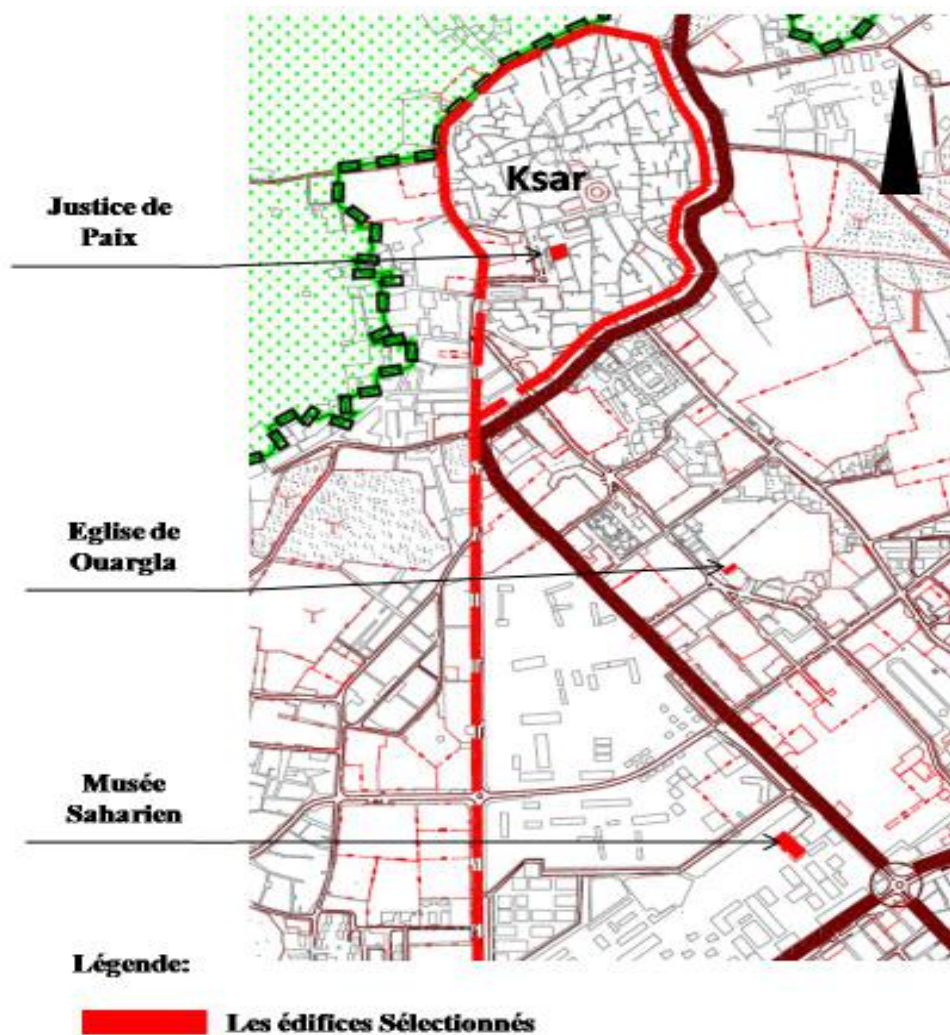 Ksar
Justice de
Paix
Eglise de
Ouargla
Musée
Saharien
Légende:
Les édifices Sélectionnés